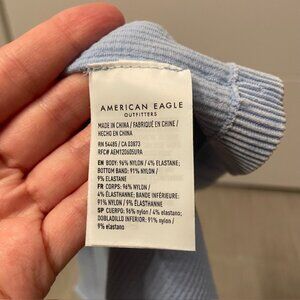 AMERICAN EAGLE
OUTFITTERS
MADE IN CHINA / FABRIQUÉ EN CHINE /
HECHO EN CHINA
RN 54485 / CA 03873
RFC# AEM1206065URA
EN BODY: 96% NYLON / 4% ELASTANE;
BOTTOM BAND: 91% NYLON /
9% ELASTANE
FR CORPS: 96% NYLON /
4% ÉLASTHANNE; BANDE INFÉRIEURE:
91% NYLON / 9% ÉLASTHANNE
SP CUERPO: 96% nylon / 4% elastano;
DOBLADILLO INFERIOR: 91% nylon /
9% elastano